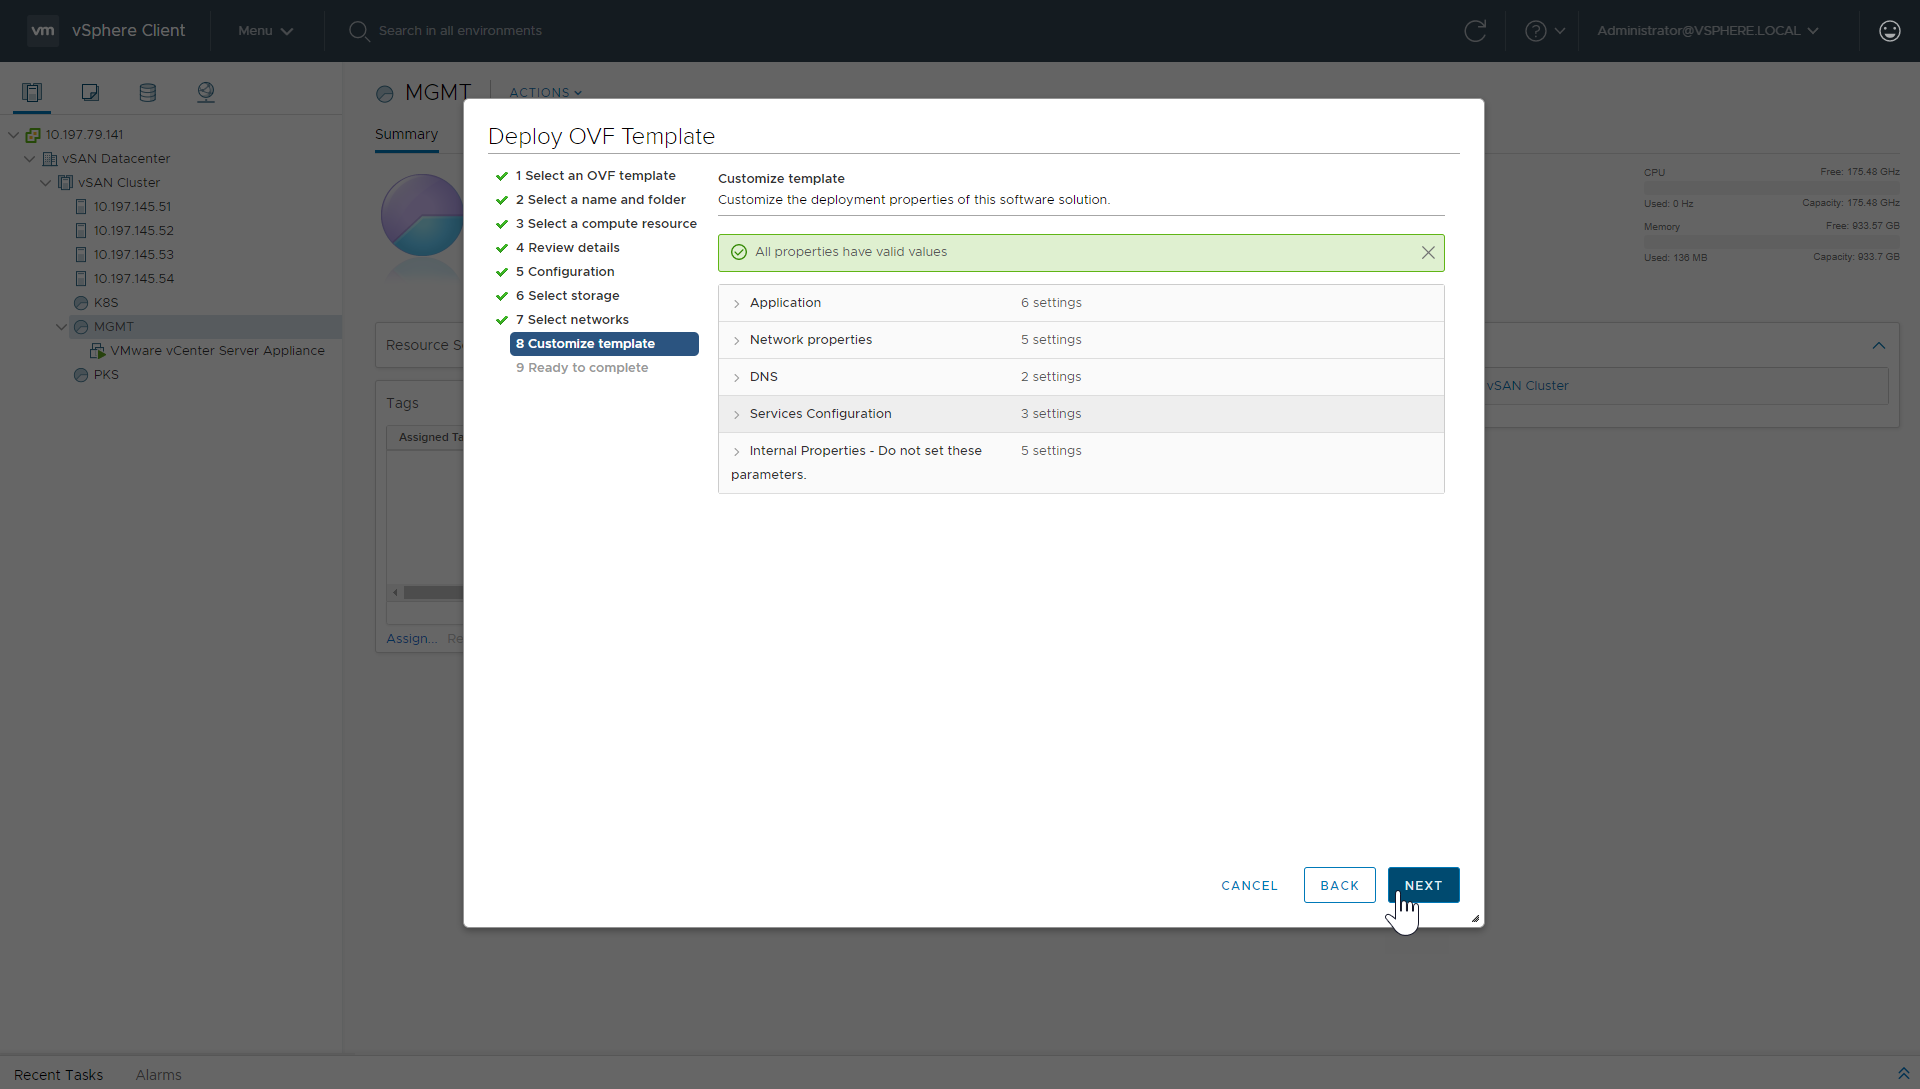 vm vSphere Client Menu Search in all environments Administrator@VSPHERE.LOCAL
MGMT ACTIONS
Summary
10.197.79.141
vSAN Datacenter
vSAN Cluster
10.197.145.51
10.197.145.52
10.197.145.53
10.197.145.54
K8S
MGMT
VMware vCenter Server Appliance
PKS
Resource S
Tags
Assigned Ta
Assign... Re
Deploy OVF Template
1 Select an OVF template
2 Select a name and folder
3 Select a compute resource
4 Review details
5 Configuration
6 Select storage
7 Select networks
8 Customize template
9 Ready to complete
Customize template
Customize the deployment properties of this software solution.
All properties have valid values
Application 6 settings
Network properties 5 settings
DNS 2 settings
Services Configuration 3 settings
Internal Properties - Do not set these 5 settings
parameters.
CANCEL BACK NEXT
CPU Free: 175.48 GHz
Used: 0 Hz Capacity: 175.48 GHz
Memory Free: 933.57 GB
Used: 136 MB Capacity: 933.7 GB
vSAN Cluster
Recent Tasks Alarms